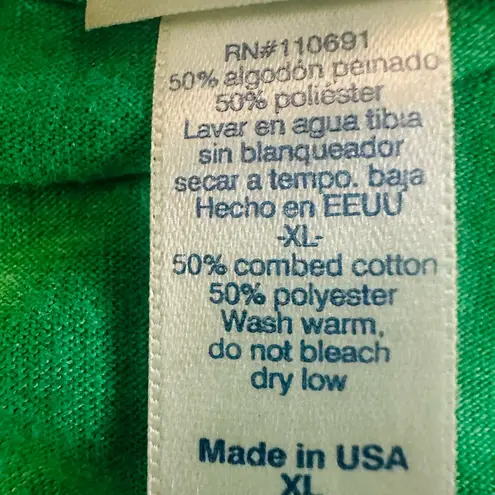 RN#110691
50% algodón peinado
50% poliéster
Lavar en agua tibia
sin blanqueador
secar a tempo. baja
Hecho en EEUU
-XL-
50% combed cotton
50% polyester
Wash warm,
do not bleach
dry low
Made in USA
XL